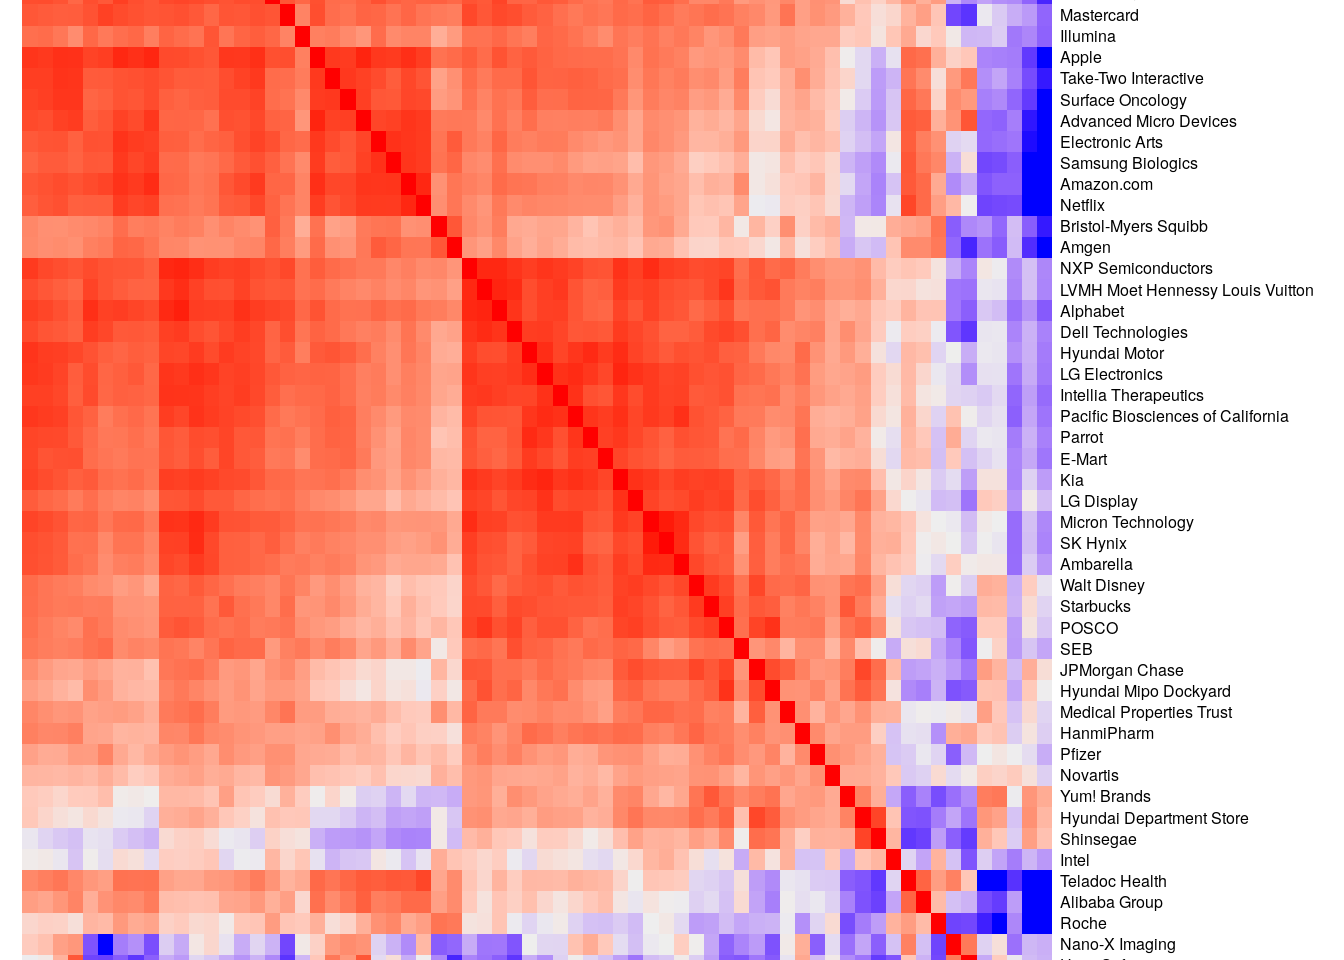 Mastercard
Illumina
Apple
Take-Two Interactive
Surface Oncology
Advanced Micro Devices
Electronic Arts
Samsung Biologics
Amazon.com
Netflix
Bristol-Myers Squibb
Amgen
NXP Semiconductors
LVMH Moet Hennessy Louis Vuitton
Alphabet
Dell Technologies
Hyundai Motor
LG Electronics
Intellia Therapeutics
Pacific Biosciences of California
Parrot
E-Mart
Kia
LG Display
Micron Technology
SK Hynix
Ambarella
Walt Disney
Starbucks
POSCO
SEB
JPMorgan Chase
Hyundai Mipo Dockyard
Medical Properties Trust
HanmiPharm
Pfizer
Novartis
Yum! Brands
Hyundai Department Store
Shinsegae
Intel
Teladoc Health
Alibaba Group
Roche
Nano-X Imaging